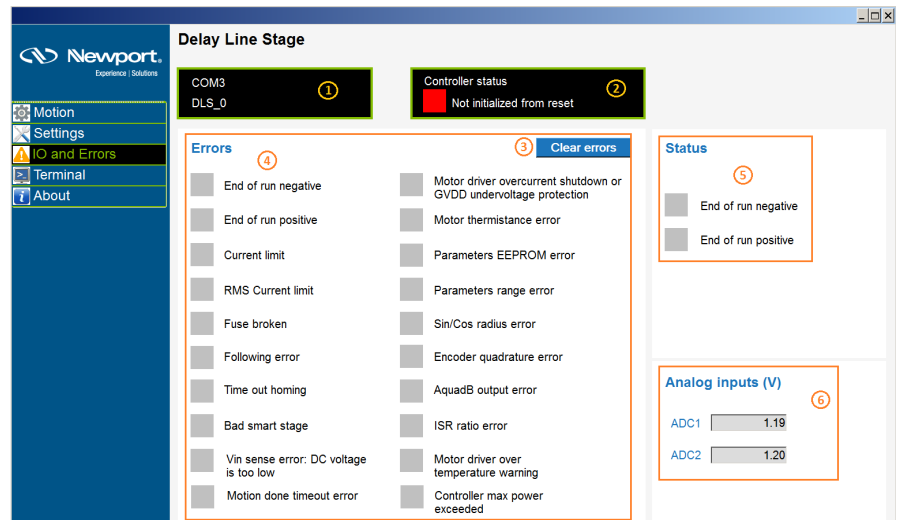 Newport®
Experience | Solutions
Motion
Settings
IO and Errors
Terminal
About
Delay Line Stage
COM3
DLS_0
1
Controller status
Not initialized from reset
2
Errors
3
Clear errors
4
End of run negative
End of run positive
Current limit
RMS Current limit
Fuse broken
Following error
Time out homing
Bad smart stage
Vin sense error: DC voltage
is too low
Motion done timeout error
Motor driver overcurrent shutdown or
GVDD undervoltage protection
Motor thermistance error
Parameters EEPROM error
Parameters range error
Sin/Cos radius error
Encoder quadrature error
AquadB output error
ISR ratio error
Motor driver over
temperature warning
Controller max power
exceeded
Status
5
End of run negative
End of run positive
Analog inputs (V)
6
ADC1 1.19
ADC2 1.20